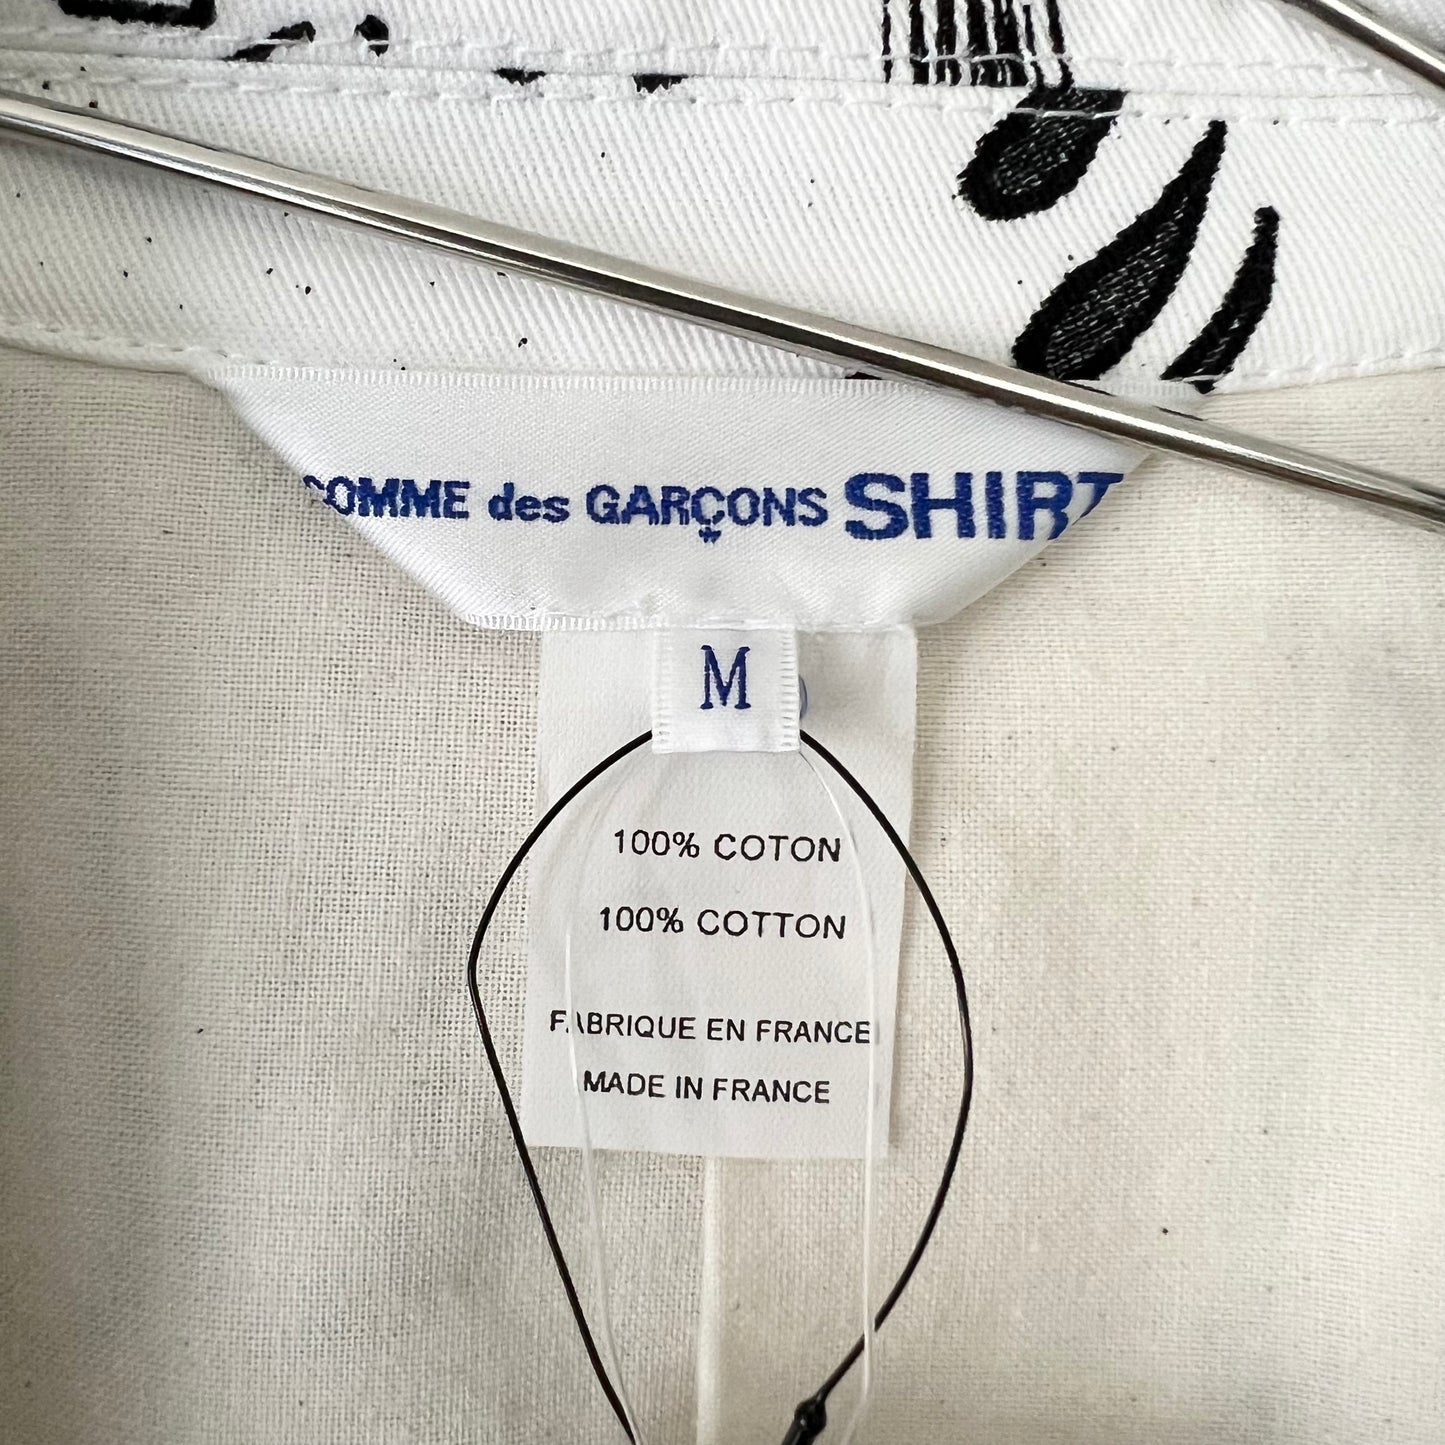 COMME des GARÇONS SHIRT
M
100% COTON
100% COTTON
FABRIQUE EN FRANCE
MADE IN FRANCE